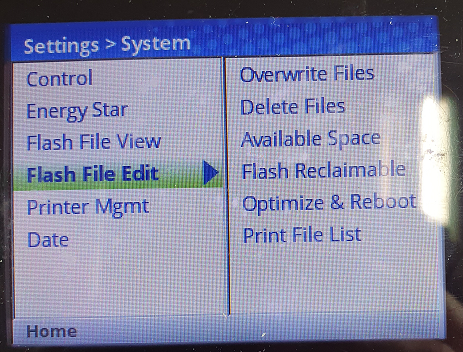 Settings > System
Control
Energy Star
Flash File View
Flash File Edit
Printer Mgmt
Date
Overwrite Files
Delete Files
Available Space
Flash Reclaimable
Optimize & Reboot
Print File List
Home